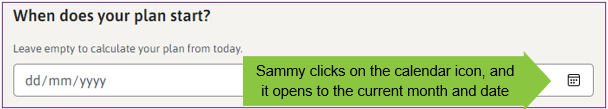 When does your plan start?
Leave empty to calculate your plan from today.
dd/mm/yyyy
Sammy clicks on the calendar icon, and
it opens to the current month and date